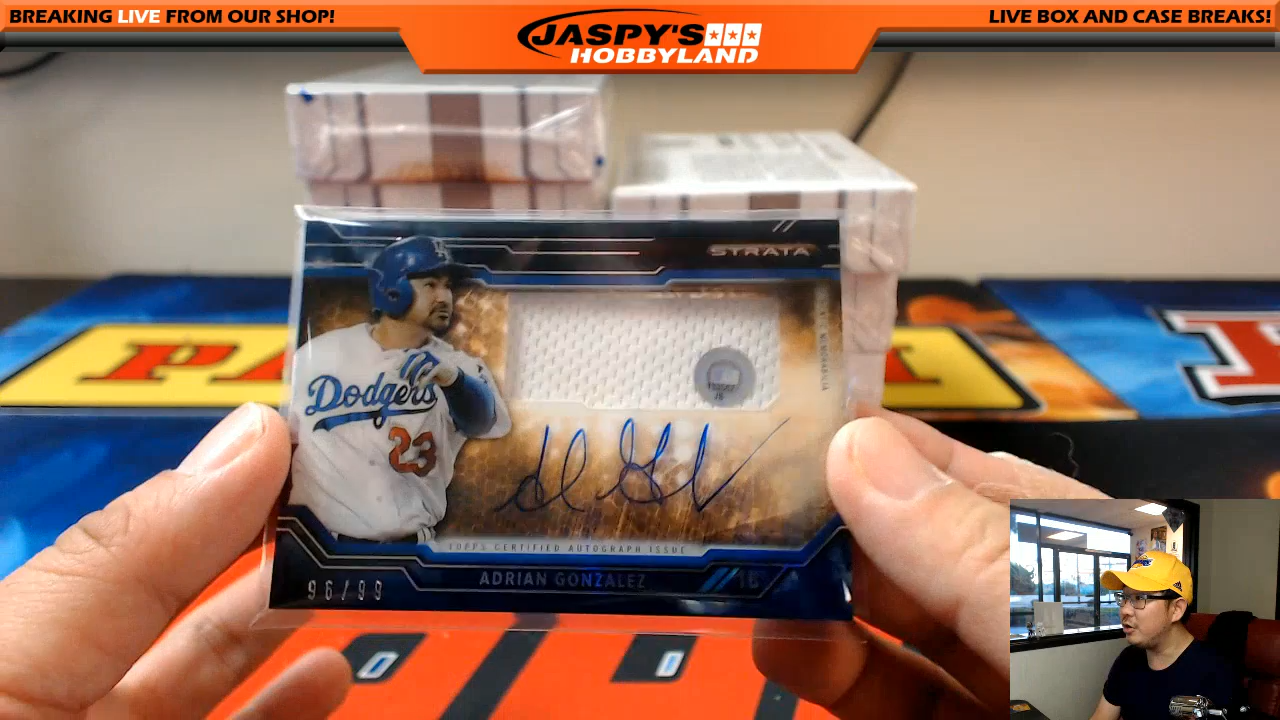 BREAKING LIVE FROM OUR SHOP!
JASPY'S
HOBBYLAND
LIVE BOX AND CASE BREAKS!
STRATA
Dodgers
23
TOPPS CERTIFIED AUTOGRAPH ISSUE
ADRIAN GONZALEZ
1B
96/99